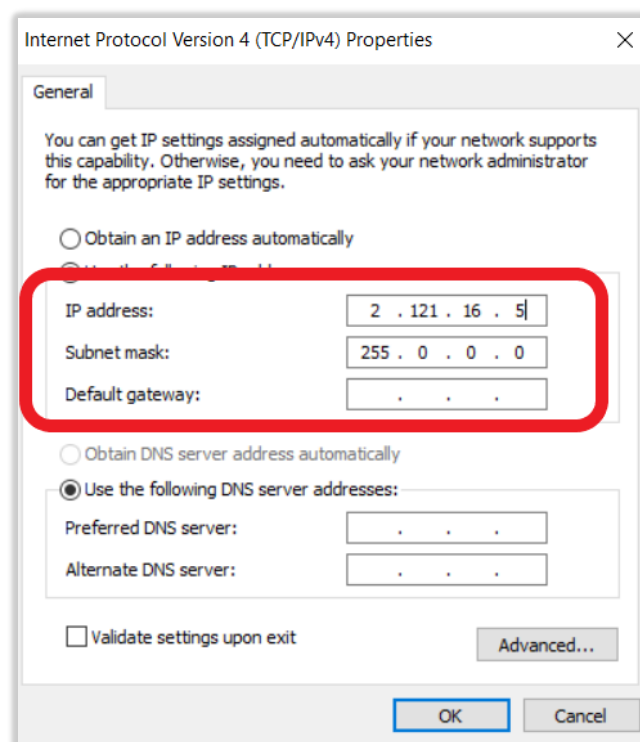 Internet Protocol Version 4 (TCP/IPv4) Properties
General
You can get IP settings assigned automatically if your network supports
this capability. Otherwise, you need to ask your network administrator
for the appropriate IP settings.
Obtain an IP address automatically
IP address: 2 . 121 . 16 . 5
Subnet mask: 255 . 0 . 0 . 0
Default gateway: . . .
Obtain DNS server address automatically
Use the following DNS server addresses:
Preferred DNS server: . . .
Alternate DNS server: . . .
Validate settings upon exit
Advanced...
OK Cancel